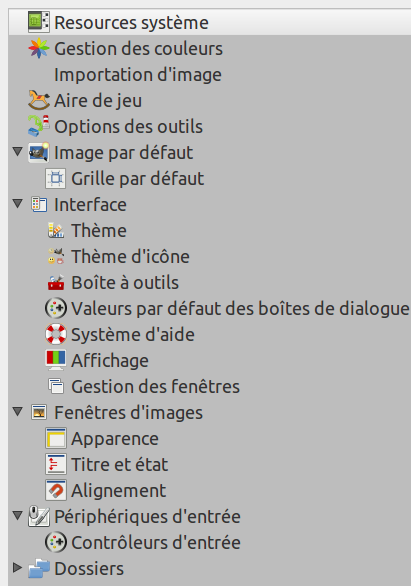 Resources système
Gestion des couleurs
Importation d'image
Aire de jeu
Options des outils
Image par défaut
Grille par défaut
Interface
Thème
Thème d'icône
Boîte à outils
Valeurs par défaut des boîtes de dialogue
Système d'aide
Affichage
Gestion des fenêtres
Fenêtres d'images
Apparence
Titre et état
Alignement
Périphériques d'entrée
Contrôleurs d'entrée
Dossiers